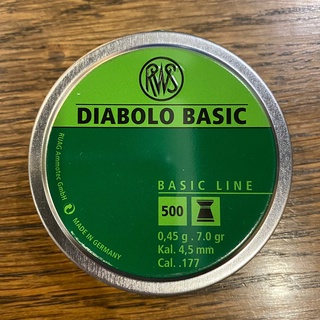 RWS
DIABOLO BASIC
BASIC LINE
500
0,45 g . 7.0 gr
Kal. 4,5 mm
Cal. .177
RUAG Ammotec GmbH
MADE IN GERMANY